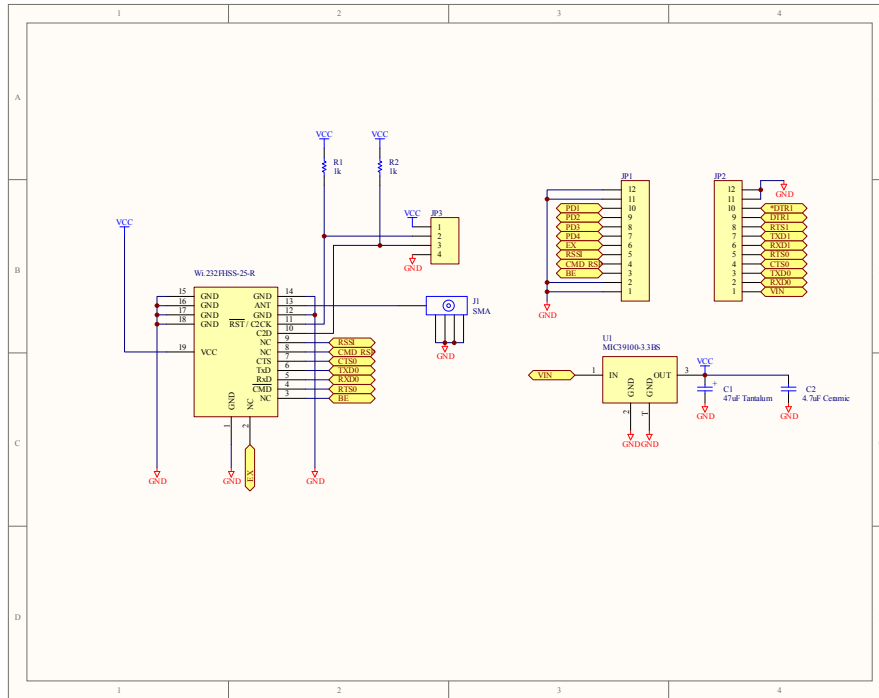 1 2 3 4
A
VCC VCC
R1
1k
R2
1k
B
VCC
VCC JP3
1
2
3
4
GND
JP1
12
11
PD1 10
PD2 9
PD3 8
PD4 7
EX 6
RSSI 5
CMD_RSP 4
BE 3
2
1
GND
JP2
12
11
GND
10 *DTR1
9 DTR1
8 RTS1
7 TXD1
6 RXD1
5 RTS0
4 CTS0
3 TXD0
2 RXD0
1 VIN
Wi.232FHSS-25-R
15 GND GND 14
16 GND ANT 13
17 GND GND 12
18 GND RST/C2CK 11
C2D 10
NC 9 RSSI
19 VCC NC 8 CMD_RSP
CTS 7 CTS0
TxD 6 TXD0
RxD 5 RXD0
CMD 4 RTS0
NC 3 BE
GND NC
1 2
GND GND EX GND
J1
SMA
GND
U1
MIC39100-3.3BS
VIN 1 IN OUT 3 VCC
GND GND
2 T
GND GND
C1
47uF Tantalum
+
GND
C2
4.7uF Ceramic
GND
C
D
1 2 3 4